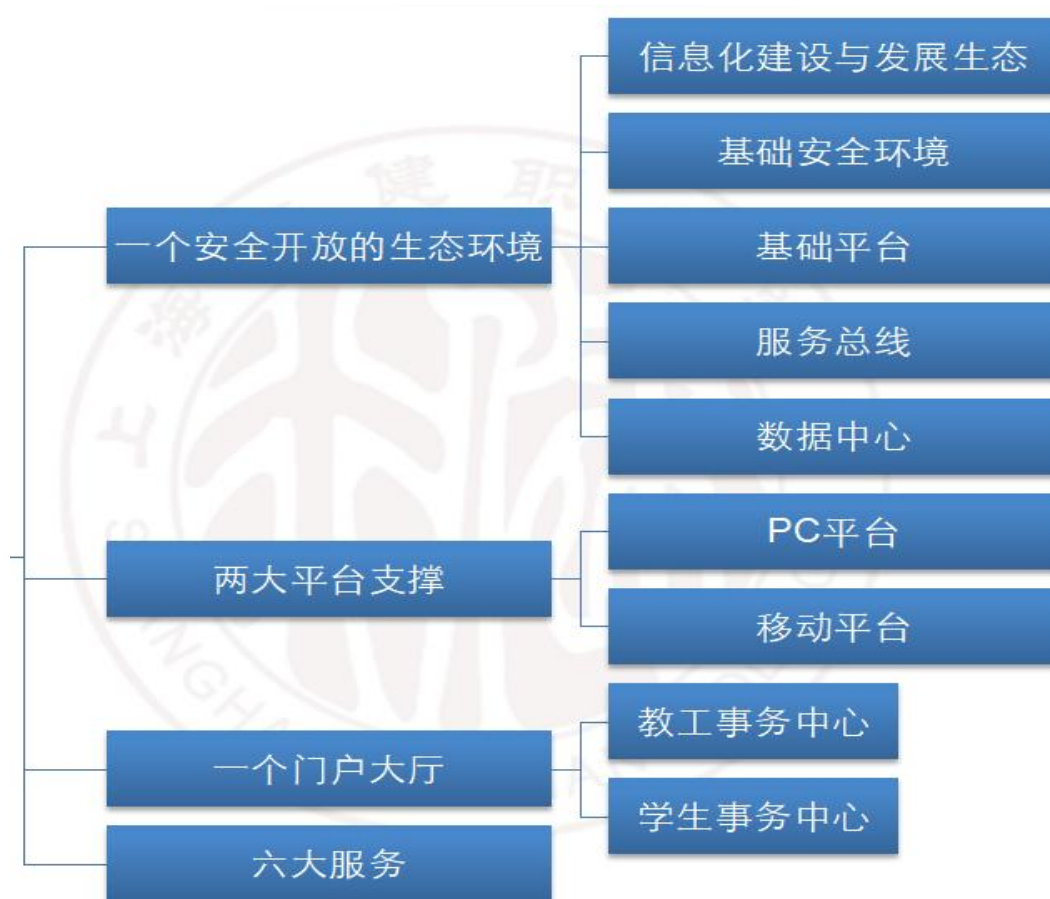 信息化建设与发展生态
基础安全环境
一个安全开放的生态环境
基础平台
服务总线
数据中心
两大平台支撑
PC平台
移动平台
一个门户大厅
教工事务中心
学生事务中心
六大服务